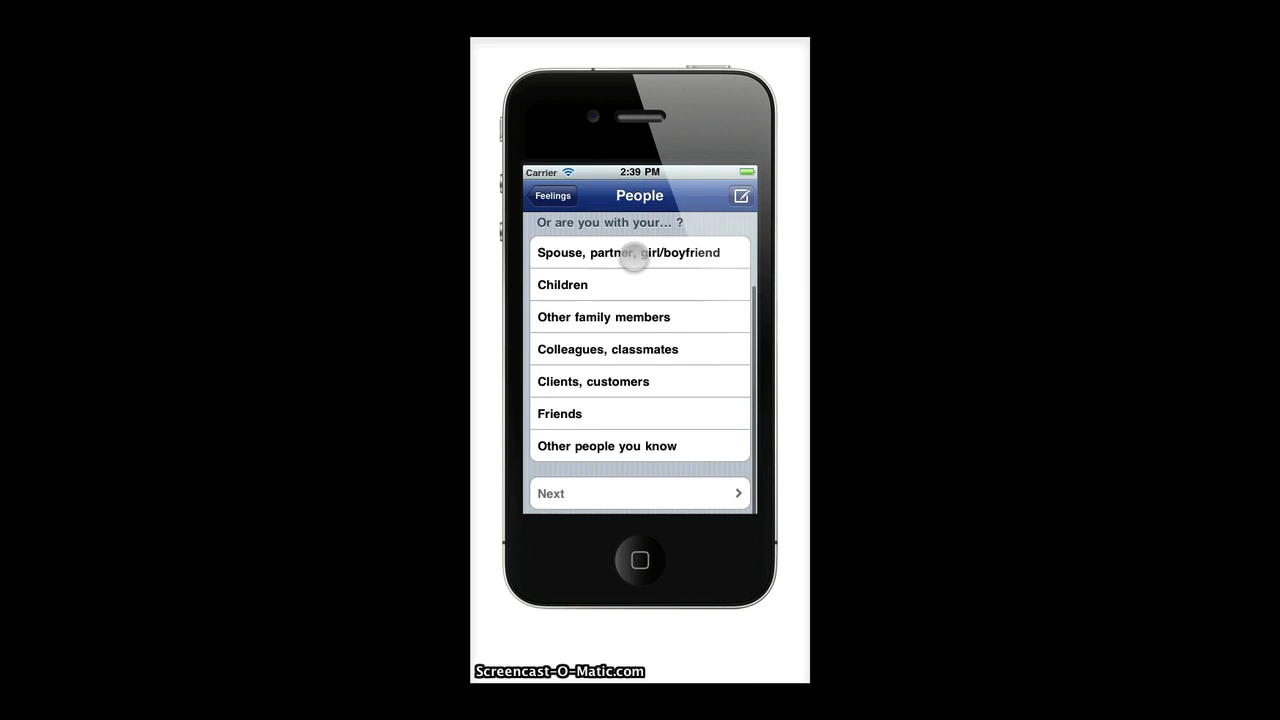 Carrier 2:39 PM
Feelings People
Or are you with your... ?
Spouse, partner, girl/boyfriend
Children
Other family members
Colleagues, classmates
Clients, customers
Friends
Other people you know
Next
Screencast-O-Matic.com